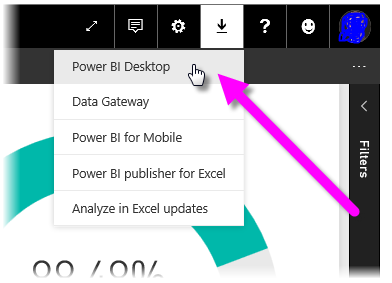 Power BI Desktop
Data Gateway
Power BI for Mobile
Power BI publisher for Excel
Analyze in Excel updates
Filters